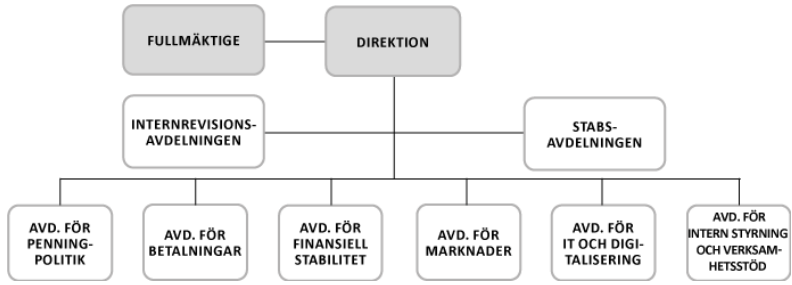 FULLMÄKTIGE
DIREKTION
INTERNREVISIONS-
AVDELNINGEN
STABS-
AVDELNINGEN
AVD. FÖR
PENNING-
POLITIK
AVD. FÖR
BETALNINGAR
AVD. FÖR
FINANSIELL
STABILITET
AVD. FÖR
MARKNADER
AVD. FÖR
IT OCH DIGI-
TALISERING
AVD. FÖR
INTERN STYRNING
OCH VERKSAM-
HETSSTÖD